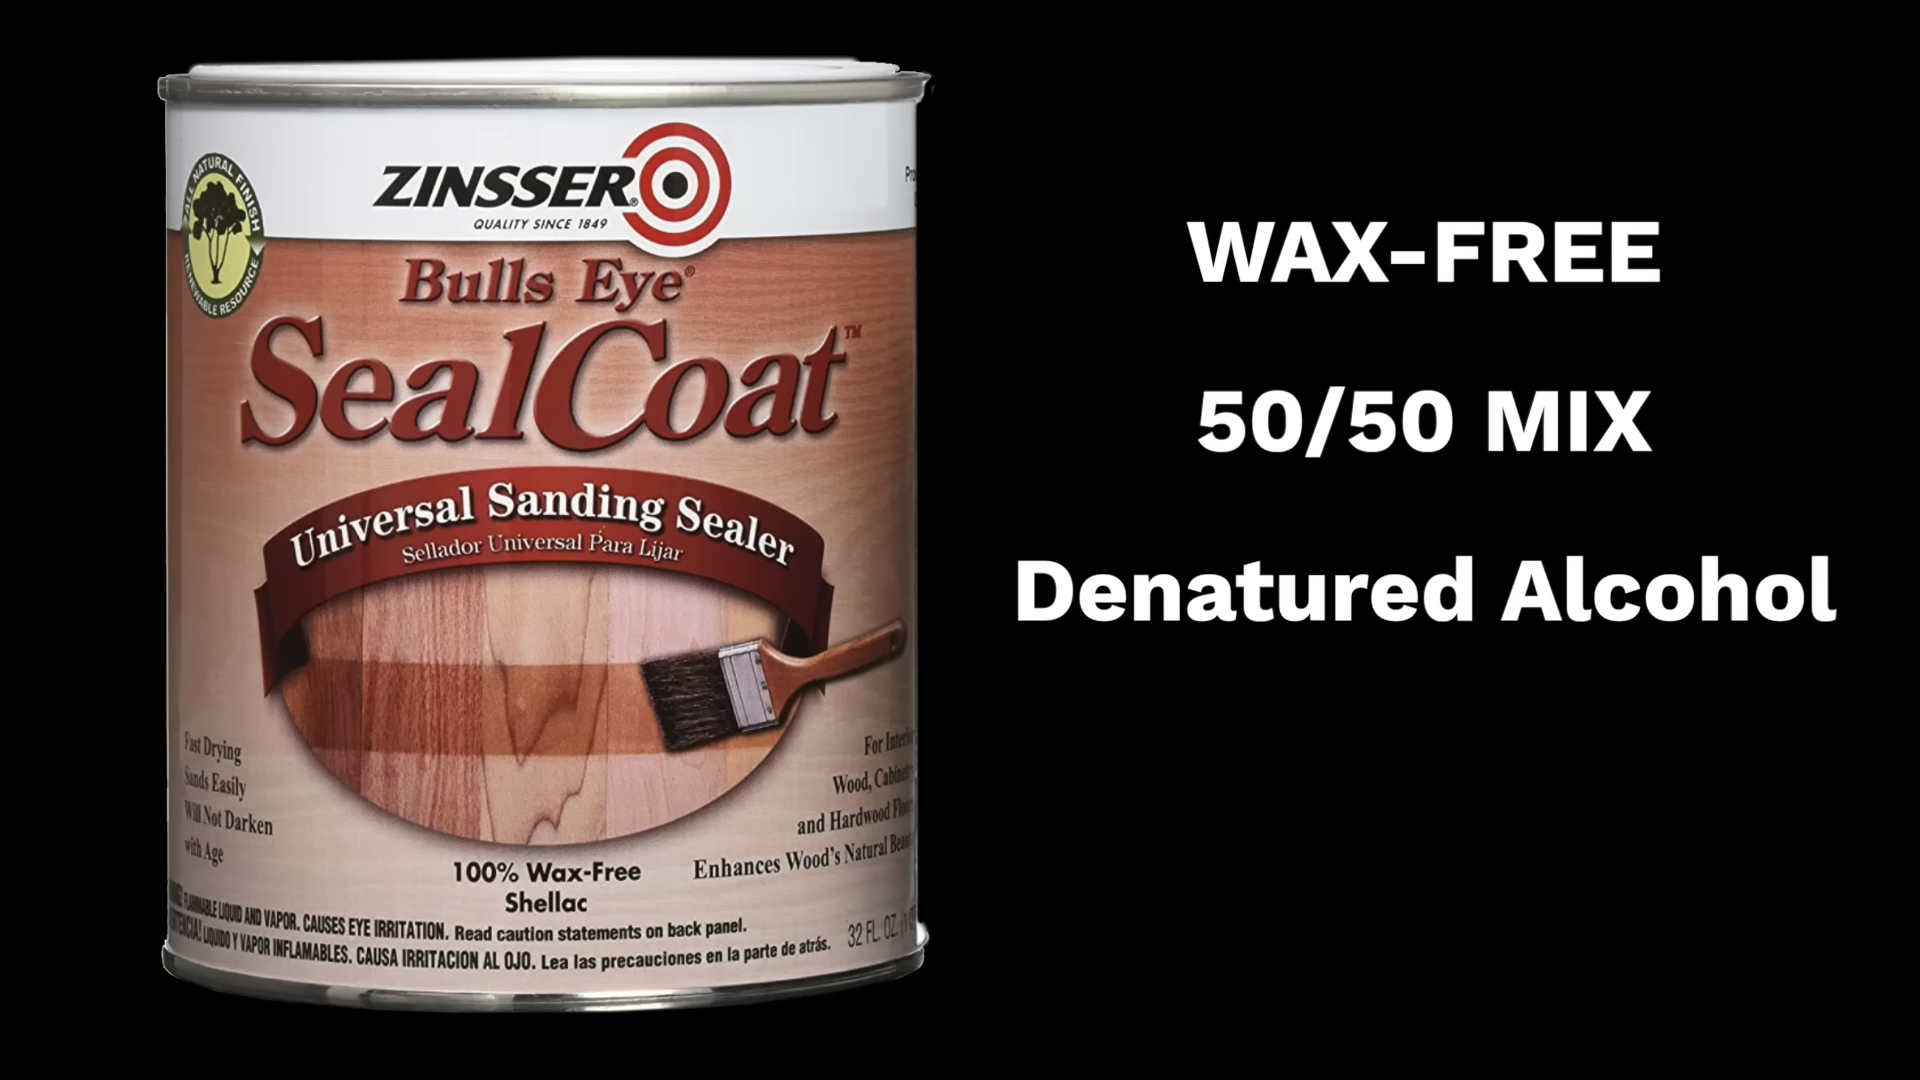 ZINSSER®
QUALITY SINCE 1849
ALL NATURAL FINISH
RENEWABLE RESOURCE
Bulls Eye®
SealCoat™
Universal Sanding Sealer
Sellador Universal Para Lijar
Fast Drying
Sands Easily
Will Not Darken
with Age
For Interior
Wood,
and Hardwood
Enhances Wood's Natural
100% Wax-Free
Shellac
FLAMMABLE LIQUID AND VAPOR. CAUSES EYE IRRITATION. Read caution statements on back panel.
LIQUIDO Y VAPOR INFLAMABLES. CAUSA IRRITACION AL OJO. Lea las precauciones en la parte de atrás.
32 FL. OZ.
WAX-FREE
50/50 MIX
Denatured Alcohol